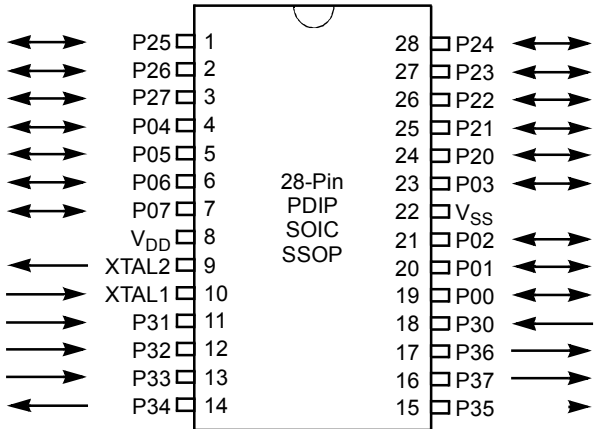 P25 1 28 P24
P26 2 27 P23
P27 3 26 P22
P04 4 25 P21
P05 5 24 P20
P06 6 28-Pin 23 P03
P07 7 PDIP 22 VSS
VDD 8 SOIC 21 P02
XTAL2 9 SSOP 20 P01
XTAL1 10 19 P00
P31 11 18 P30
P32 12 17 P36
P33 13 16 P37
P34 14 15 P35